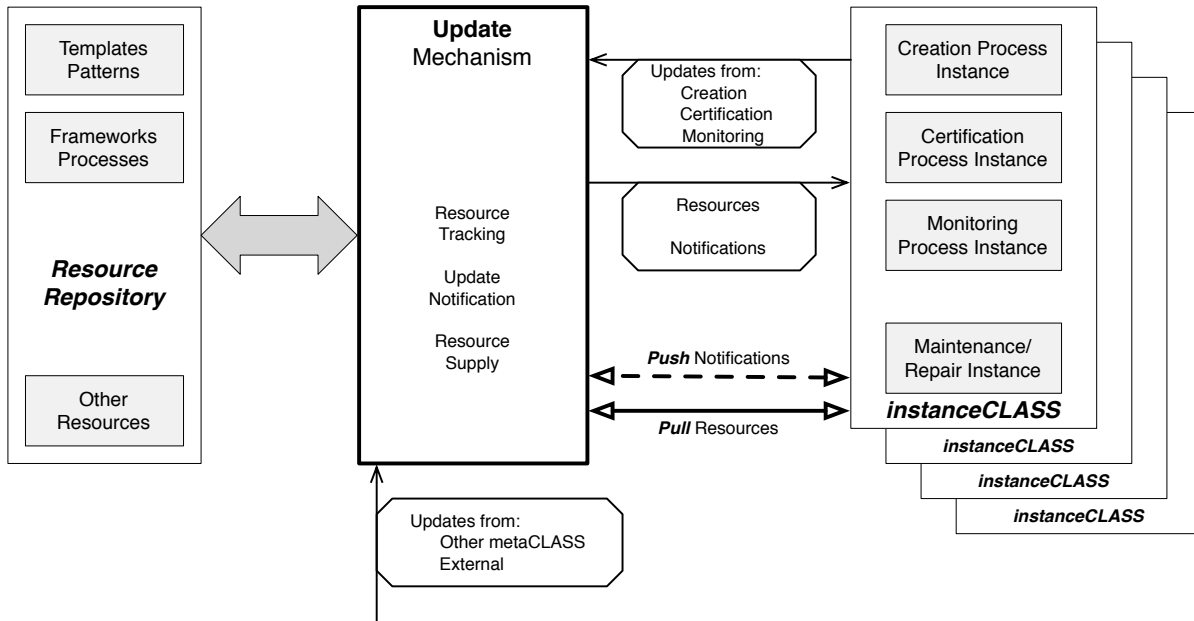 Templates
Patterns
Frameworks
Processes
Resource
Repository
Other
Resources
Update
Mechanism
Resource
Tracking
Update
Notification
Resource
Supply
Updates from:
Creation
Certification
Monitoring
Resources
Notifications
Push Notifications
Pull Resources
Updates from:
Other metaCLASS
External
Creation Process
Instance
Certification
Process Instance
Monitoring
Process Instance
Maintenance/
Repair Instance
instanceCLASS
instanceCLASS
instanceCLASS
instanceCLASS